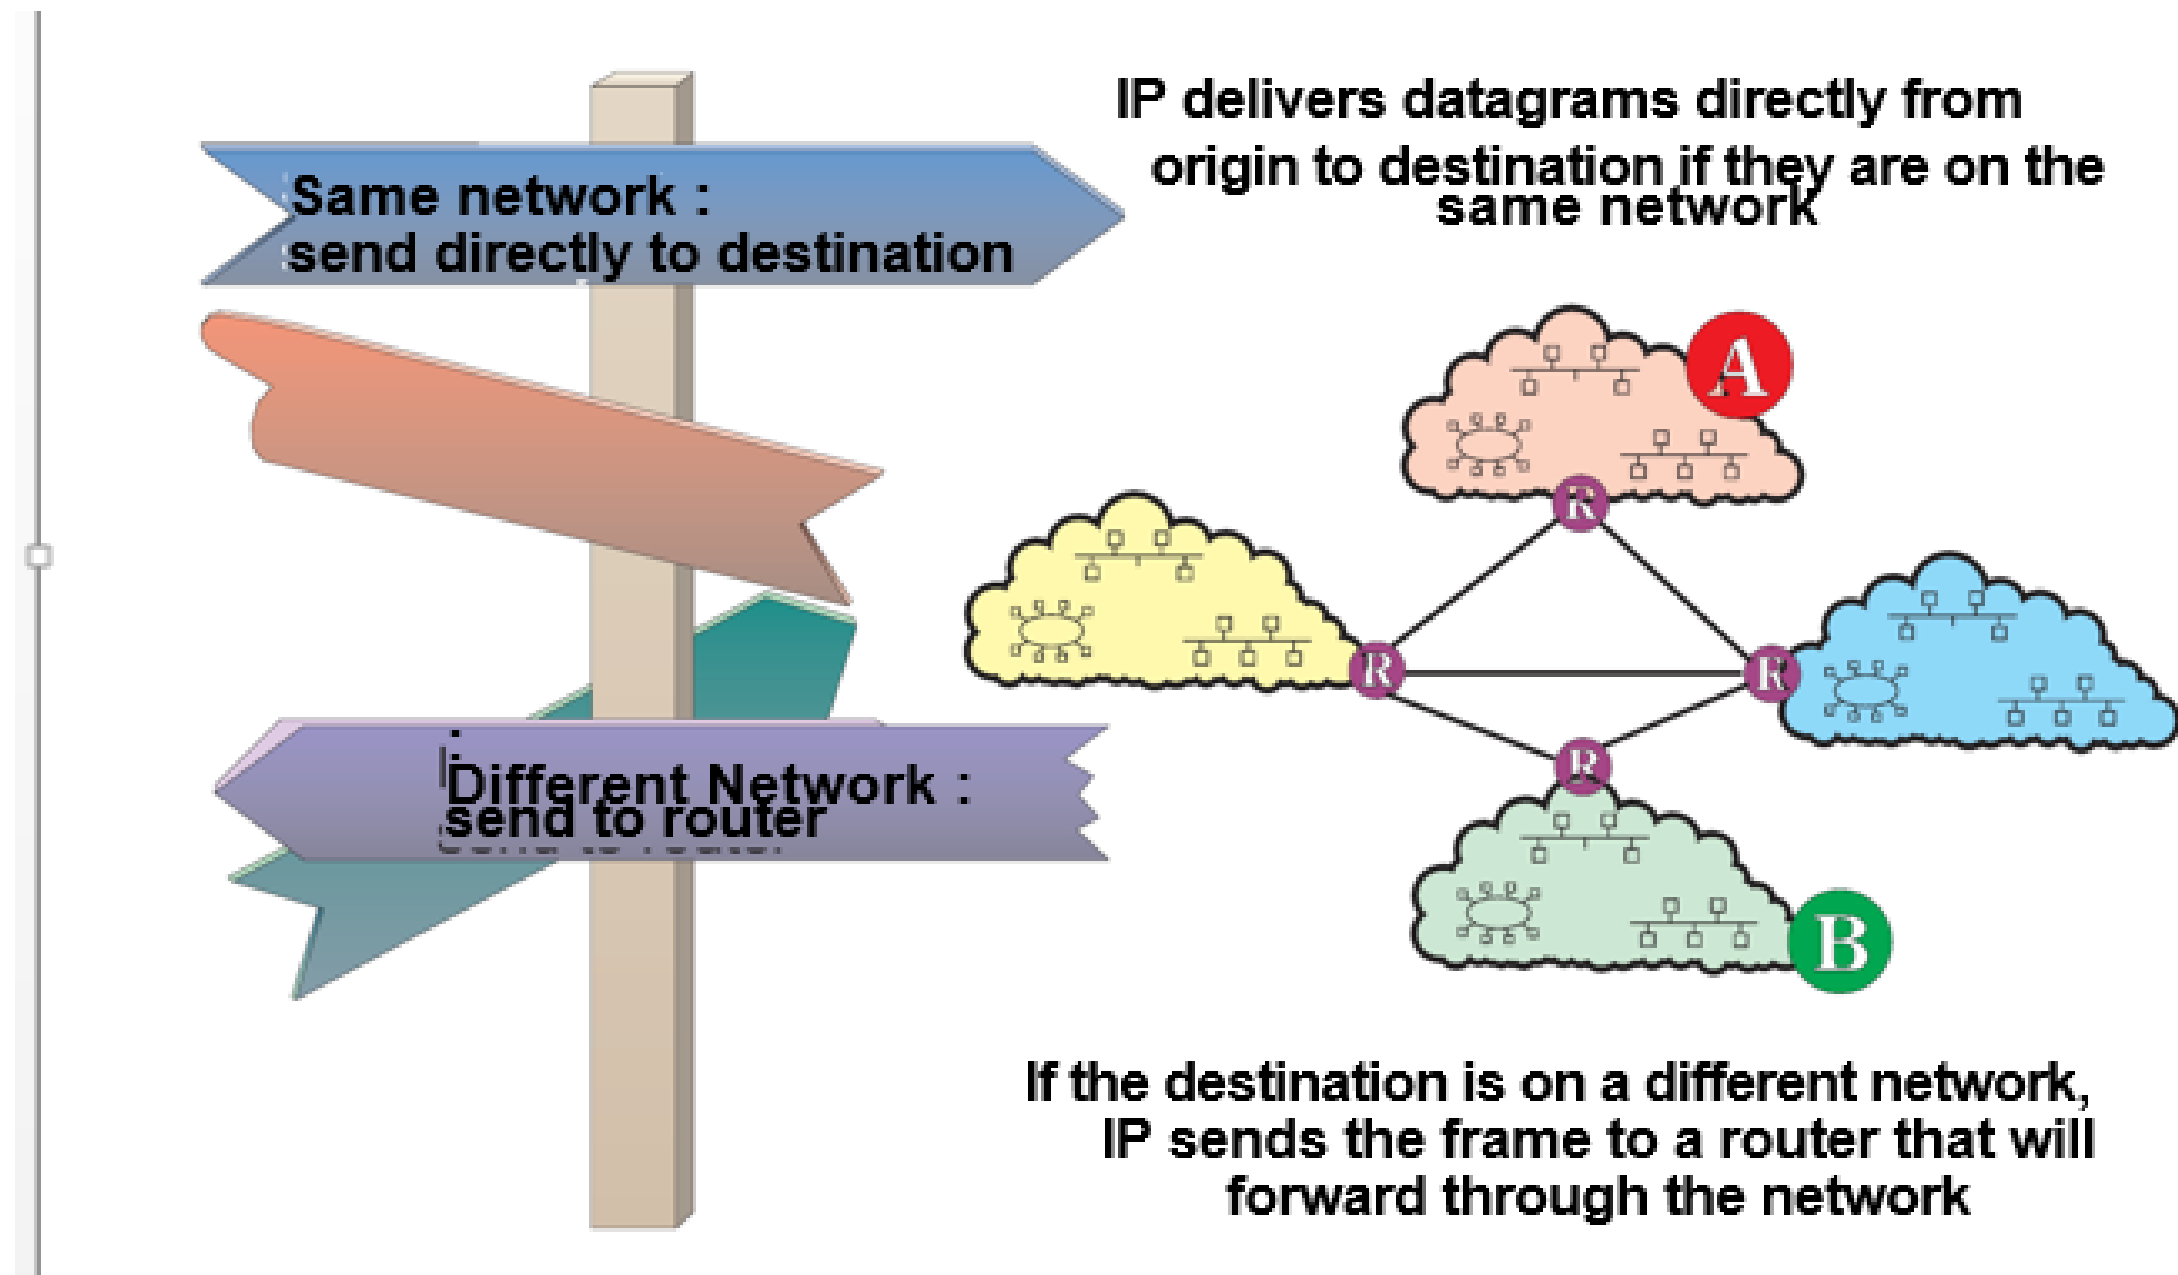 IP delivers datagrams directly from
origin to destination if they are on the
same network
Same network :
send directly to destination
A
R
R
R
R
:
Different Network :
send to router
B
If the destination is on a different network,
IP sends the frame to a router that will
forward through the network